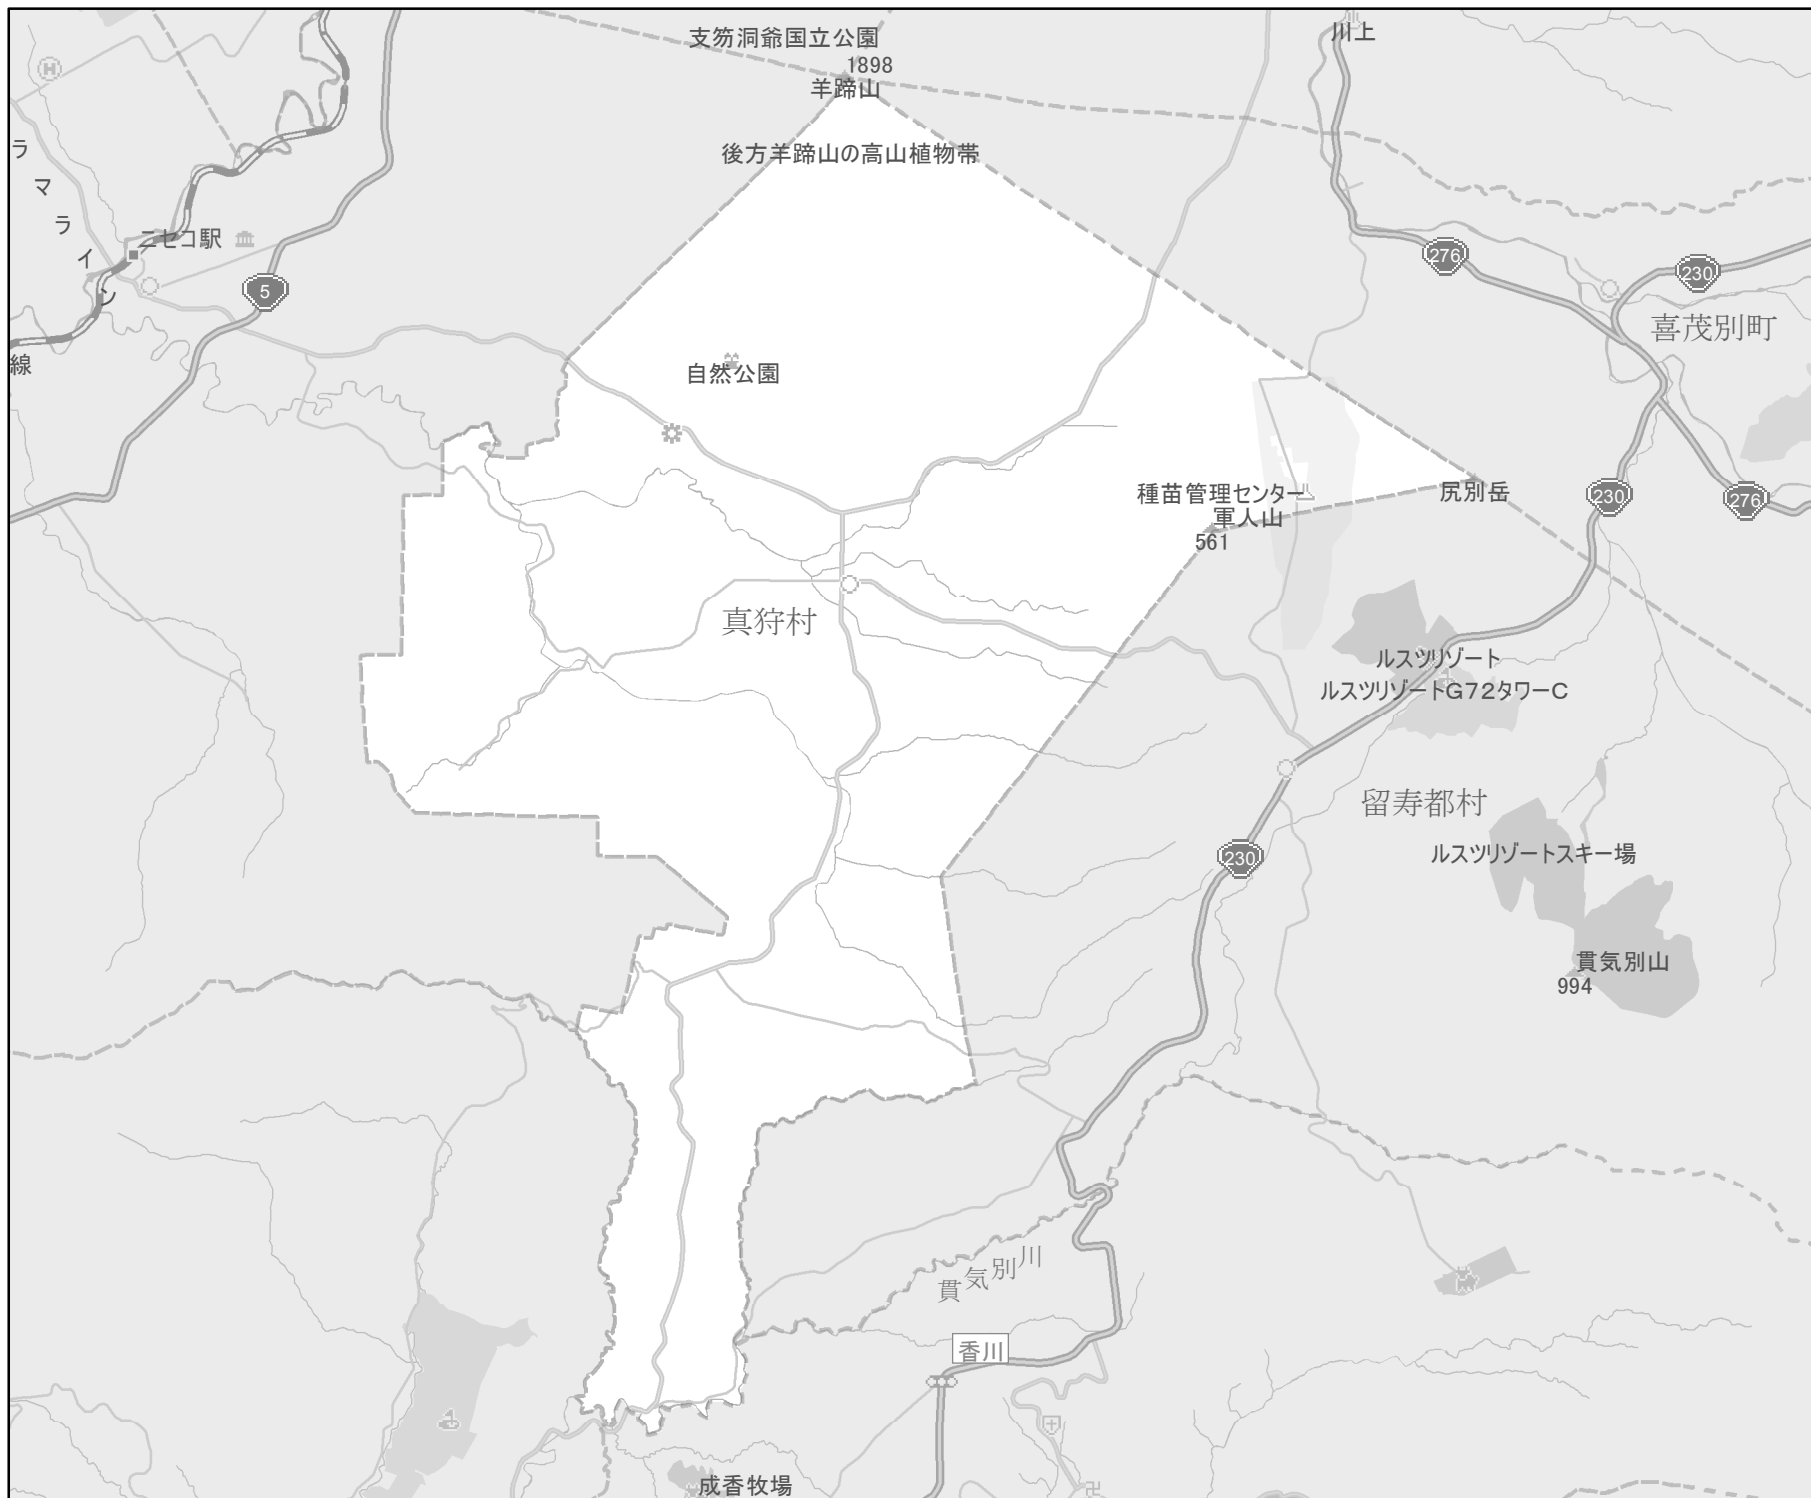 支笏洞爺国立公園
1898
羊蹄山
川上
後方羊蹄山の高山植物帯
ラマライン
線
ニセコ駅
5
276
230
喜茂別町
自然公園
種苗管理センター
軍人山
561
尻別岳
230
276
真狩村
ルスツリゾート
ルスツリゾートG72タワーC
留寿都村
230
ルスツリゾートスキー場
貫気別山
994
貫気別川
香川
成香牧場
H